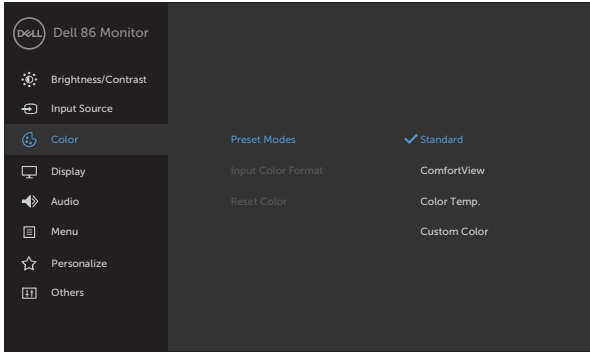 DELL Dell 86 Monitor
Brightness/Contrast
Input Source
Color Preset Modes Standard
Input Color Format ComfortView
Display
Reset Color Color Temp.
Audio
Menu Custom Color
Personalize
Others